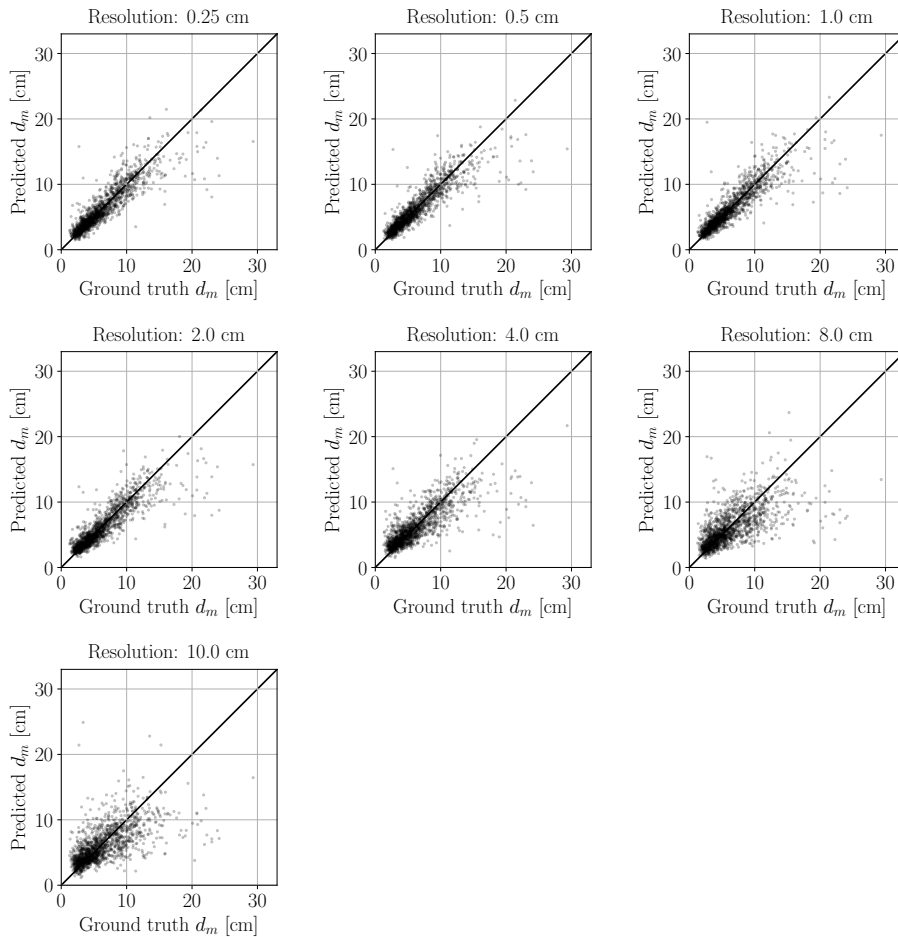 Resolution: 0.25 cm
Resolution: 0.5 cm
Resolution: 1.0 cm
30
20
10
0
Predicted d_m [cm]
0 10 20 30
Ground truth d_m [cm]
30
20
10
0
Predicted d_m [cm]
0 10 20 30
Ground truth d_m [cm]
30
20
10
0
Predicted d_m [cm]
0 10 20 30
Ground truth d_m [cm]
Resolution: 2.0 cm
Resolution: 4.0 cm
Resolution: 8.0 cm
30
20
10
0
Predicted d_m [cm]
0 10 20 30
Ground truth d_m [cm]
30
20
10
0
Predicted d_m [cm]
0 10 20 30
Ground truth d_m [cm]
30
20
10
0
Predicted d_m [cm]
0 10 20 30
Ground truth d_m [cm]
Resolution: 10.0 cm
30
20
10
0
Predicted d_m [cm]
0 10 20 30
Ground truth d_m [cm]